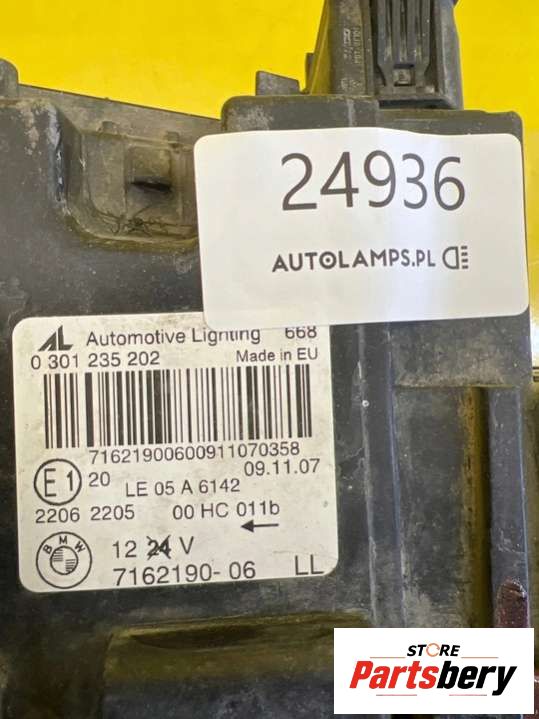 24936
AUTOLAMPS.PL
AL Automotive Lighting 668
0 301 235 202 Made in EU
71621900600911070358
09.11.07
E1 20 LE 05 A 6142
2206 2205 00 HC 011b
BMW 12 24 V
7162190-06 LL
STORE
Partsbery